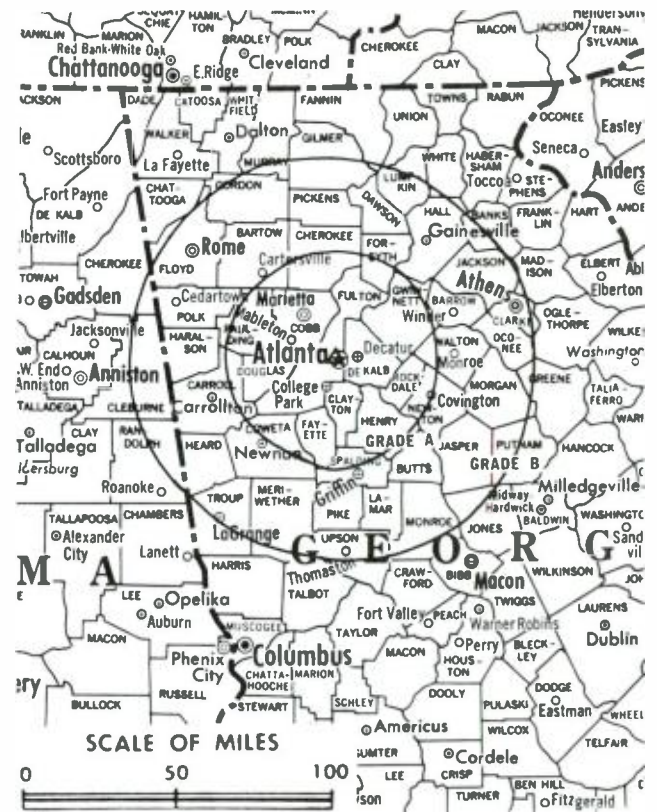 HAMIL-
TON
CHIE
MARION
BRADLEY
POLK
CHEROKEE
MACON
JACKSON
TRAN-
SYLVANIA
Red Bank-White Oak
Chattanooga
E.Ridge
Cleveland
CLAY
PICKENS
DADE
CATOOSA
WHIT-
FIELD
FANNIN
TOWNS
RABUN
OCONEE
UNION
Easley
WALKER
Dalton
GILMER
WHITE
HABER-
SHAM
Seneca
Scottsboro
La Fayette
MURRAY
LUMP-
KIN
Tocco
STE-
PHENS
Fort Payne
DE KALB
CHAT-
TOOGA
GORDON
PICKENS
DAWSON
HALL
BANKS
FRANK-
LIN
HART
BARTOW
CHEROKEE
FOR-
SYTH
Gainesville
Rome
FLOYD
Cartersville
JACKSON
MAD-
ISON
ELBERT
Elberton
CHEROKEE
Gadsden
Cedartown
POLK
Marietta
COBB
FULTON
GWIN-
NETT
BARROW
Winder
Athens
CLARKE
OGLE-
THORPE
Jacksonville
CALHOUN
HARAL-
SON
PAUL-
DING
Mableton
Atlanta
Decatur
DE KALB
WALTON
Monroe
OCO-
NEE
Washington
W. End
Anniston
Anniston
DOUGLAS
College
Park
ROCK-
DALE
MORGAN
GREENE
TALIA-
FERRO
CARROLL
Carrollton
CLAY-
TON
NEW-
TON
Covington
TALLADEGA
CLEBURNE
CLAY
RAN-
DOLPH
COWETA
FAY-
ETTE
HENRY
GRADE A
JASPER
PUTNAM
HANCOCK
Talladega
HEARD
Newnan
SPALDING
Griffin
BUTTS
GRADE B
Roanoke
TROUP
MERI-
WETHER
PIKE
LA-
MAR
MONROE
JONES
Midway
Hardwick
Milledgeville
BALDWIN
TALLAPOOSA
CHAMBERS
Alexander
City
LaGrange
UPSON
Thomaston
G E O R G
Lanett
HARRIS
M A
TALBOT
CRAW-
FORD
BIBB
Macon
WILKINSON
LEE
Opelika
Auburn
Fort Valley
PEACH
TWIGGS
Warner Robins
LAURENS
Dublin
MACON
MUSCOGEE
TAYLOR
MACON
Perry
HOUS-
TON
BLECK-
LEY
Phenix
City
Columbus
CHATTA-
HOOCHE
MARION
RUSSELL
BULLOCK
STEWART
SCHLEY
DOOLY
PULASKI
DODGE
Eastman
WHEEL
SCALE OF MILES
Americus
WILCOX
TELFAIR
SUMTER
Cordele
CRISP
LEE
0 50 100
TURNER
BEN HILL
Fitzgerald